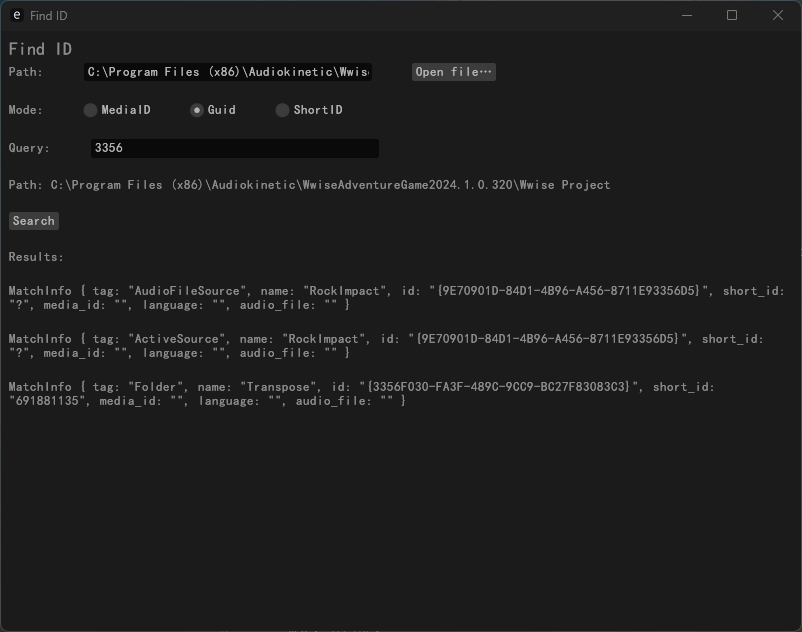 e Find ID
Find ID
Path: C:\Program Files (x86)\Audiokinetic\Wwis Open file…
Mode: MediaID Guid ShortID
Query: 3356
Path: C:\Program Files (x86)\Audiokinetic\WwiseAdventureGame2024.1.0.320\Wwise Project
Search
Results:
MatchInfo { tag: "AudioFileSource", name: "RockImpact", id: "{9E70901D-84D1-4B96-A456-8711E93356D5}", short_id:
"?", media_id: "", language: "", audio_file: "" }
MatchInfo { tag: "ActiveSource", name: "RockImpact", id: "{9E70901D-84D1-4B96-A456-8711E93356D5}", short_id:
"?", media_id: "", language: "", audio_file: "" }
MatchInfo { tag: "Folder", name: "Transpose", id: "{3356F030-FA3F-489C-9CC9-BC27F83083C3}", short_id:
"691881135", media_id: "", language: "", audio_file: "" }